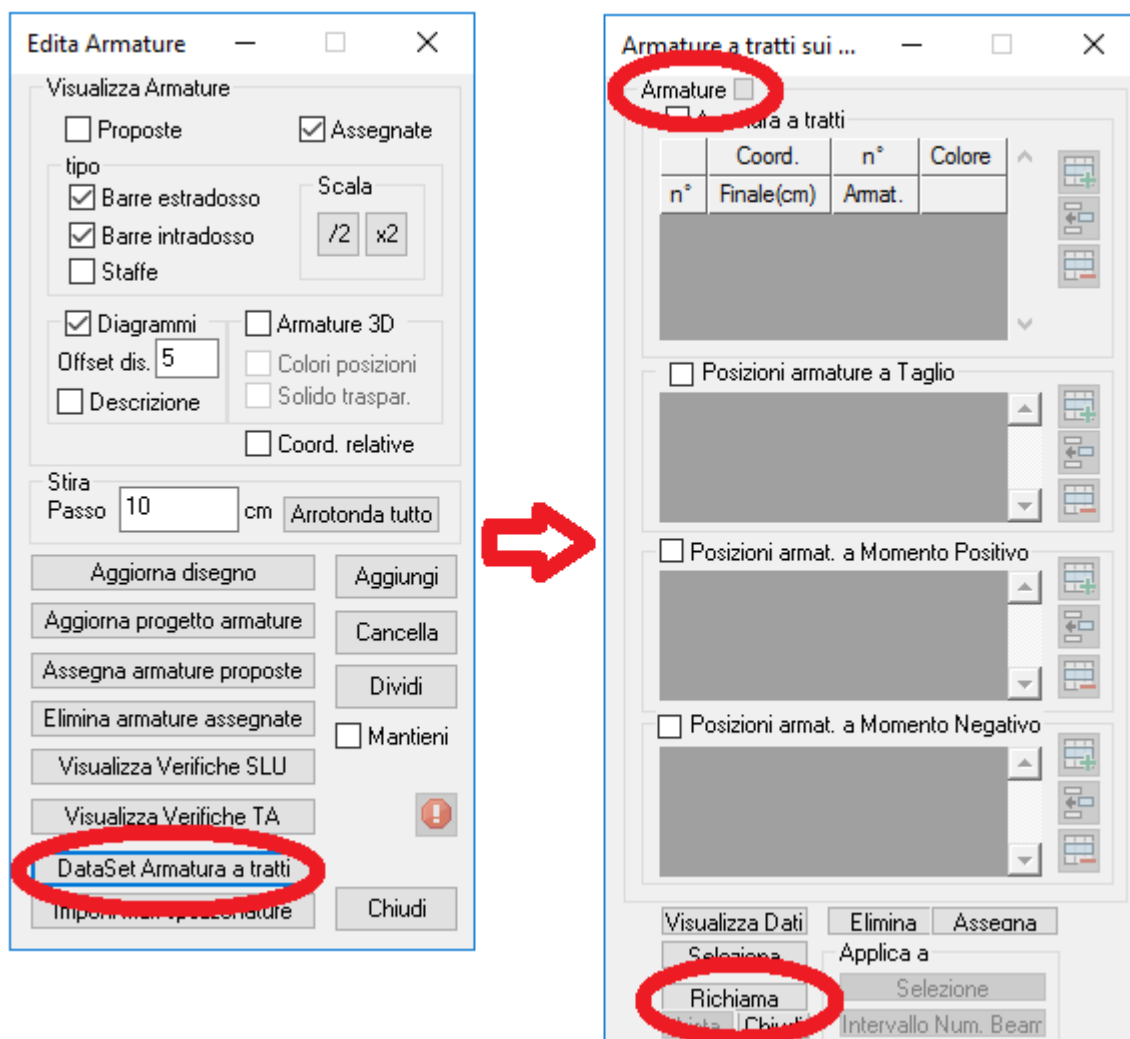 Edita Armature
Visualizza Armature
Proposte
Assegnate
tipo
Barre estradosso
Barre intradosso
Staffe
Scala
/2
x2
Diagrammi
Offset dis. 5
Descrizione
Armature 3D
Colori posizioni
Solido traspar.
Coord. relative
Stira
Passo 10 cm
Arrotonda tutto
Aggiorna disegno
Aggiorna progetto armature
Assegna armature proposte
Elimina armature assegnate
Visualizza Verifiche SLU
Visualizza Verifiche TA
DataSet Armatura a tratti
Aggiungi
Cancella
Dividi
Mantieni
Chiudi
Armature a tratti sui ...
Armature
a tratti
Coord. n° Colore
n° Finale(cm) Armat.
Posizioni armature a Taglio
Posizioni armat. a Momento Positivo
Posizioni armat. a Momento Negativo
Visualizza Dati
Elimina
Assegna
Seleziona
Richiama
Chiudi
Applica a
Selezione
Intervallo Num. Beam